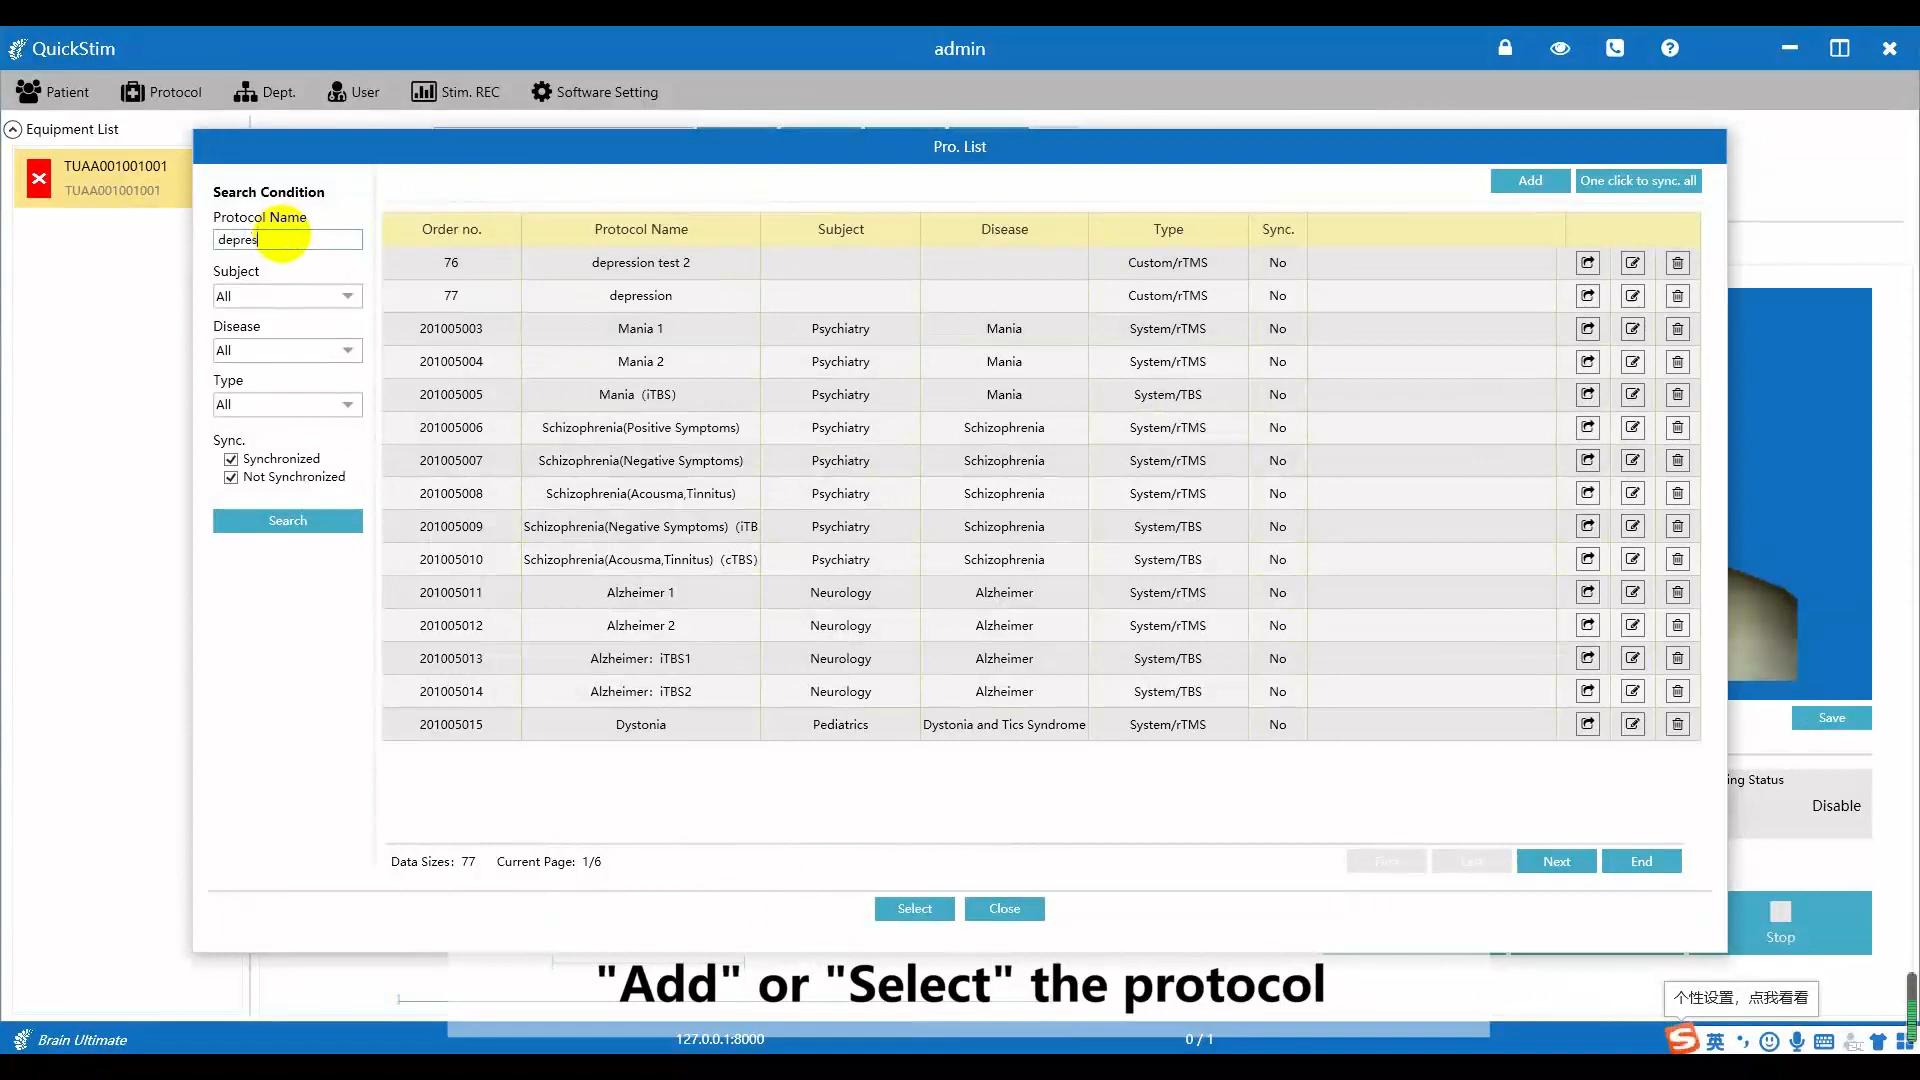 QuickStim
admin
Patient
Protocol
Dept.
User
Stim. REC
Software Setting
Equipment List
TUAA001001001
TUAA001001001
Pro. List
Search Condition
Protocol Name
depres
Subject
All
Disease
All
Type
All
Sync.
Synchronized
Not Synchronized
Search
Add
One click to sync. all
Order no. Protocol Name Subject Disease Type Sync.
76 depression test 2 Custom/rTMS No
77 depression Custom/rTMS No
201005003 Mania 1 Psychiatry Mania System/rTMS No
201005004 Mania 2 Psychiatry Mania System/rTMS No
201005005 Mania（iTBS) Psychiatry Mania System/TBS No
201005006 Schizophrenia(Positive Symptoms) Psychiatry Schizophrenia System/rTMS No
201005007 Schizophrenia(Negative Symptoms) Psychiatry Schizophrenia System/rTMS No
201005008 Schizophrenia(Acousma,Tinnitus) Psychiatry Schizophrenia System/rTMS No
201005009 Schizophrenia(Negative Symptoms)（iTB Psychiatry Schizophrenia System/TBS No
201005010 Schizophrenia(Acousma,Tinnitus)（cTBS) Psychiatry Schizophrenia System/TBS No
201005011 Alzheimer 1 Neurology Alzheimer System/rTMS No
201005012 Alzheimer 2 Neurology Alzheimer System/rTMS No
201005013 Alzheimer：iTBS1 Neurology Alzheimer System/TBS No
201005014 Alzheimer：iTBS2 Neurology Alzheimer System/TBS No
201005015 Dystonia Pediatrics Dystonia and Tics Syndrome System/rTMS No
Data Sizes: 77 Current Page: 1/6
First
Last
Next
End
Select
Close
Save
ing Status
Disable
Stop
"Add" or "Select" the protocol
个性设置，点我看看
Brain Ultimate
127.0.0.1:8000
0 / 1
英